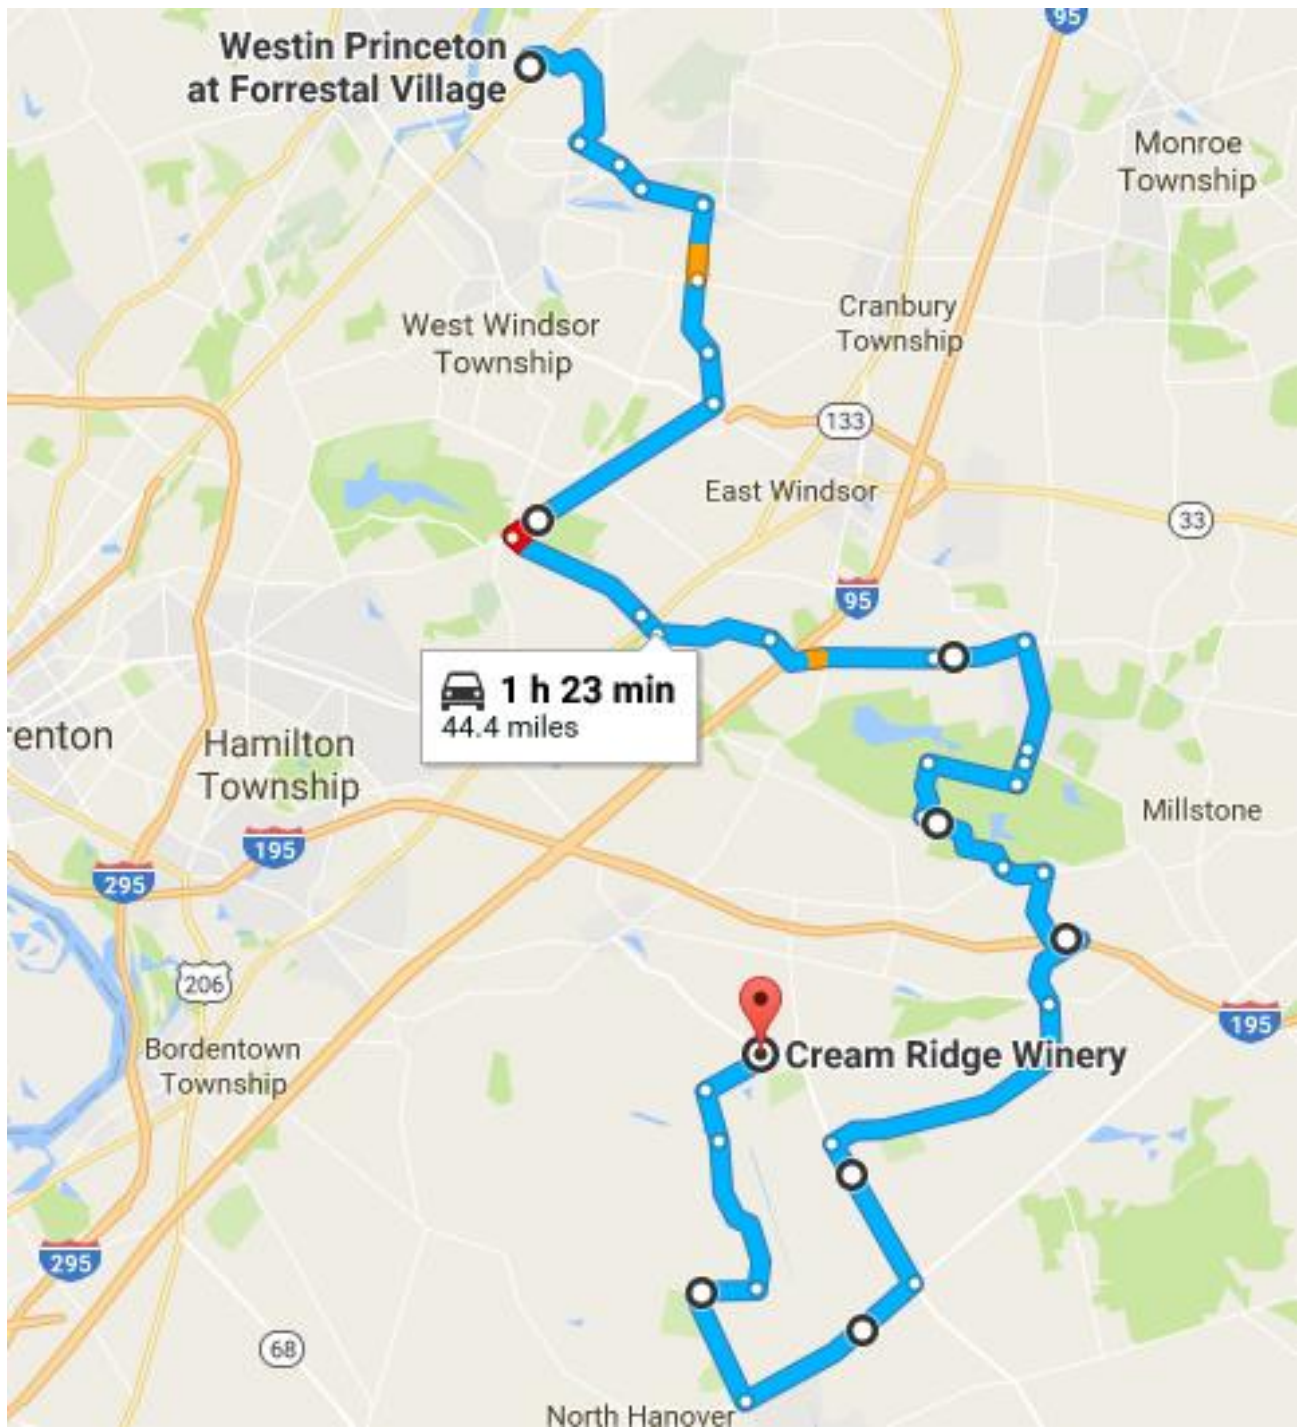 95
Westin Princeton
at Forrestal Village
Monroe
Township
Cranbury
Township
West Windsor
Township
133
East Windsor
33
95
1 h 23 min
44.4 miles
renton
Hamilton
Township
Millstone
195
295
206
195
Bordentown
Township
Cream Ridge Winery
295
68
North Hanover